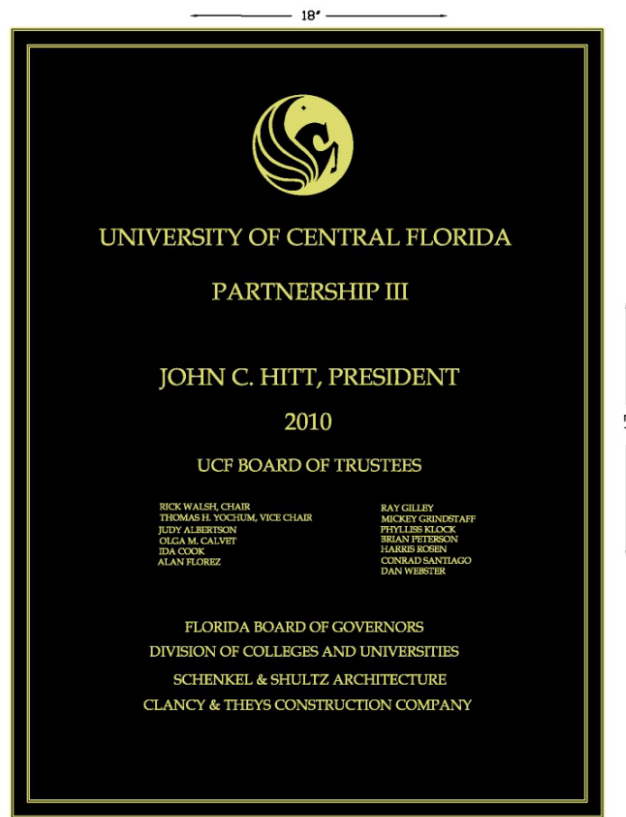 18"
UNIVERSITY OF CENTRAL FLORIDA
PARTNERSHIP III
JOHN C. HITT, PRESIDENT
2010
UCF BOARD OF TRUSTEES
RICK WALSH, CHAIR
THOMAS H. YOCHUM, VICE CHAIR
JUDY ALBERTSON
OLGA M. CALVET
IDA COOK
ALAN FLOREZ
RAY GILLEY
MICKEY GRINDSTAFF
PHYLLISS KLOCK
BRIAN PETERSON
HARRIS ROSEN
CONRAD SANTIAGO
DAN WEBSTER
FLORIDA BOARD OF GOVERNORS
DIVISION OF COLLEGES AND UNIVERSITIES
SCHENKEL & SHULTZ ARCHITECTURE
CLANCY & THEYS CONSTRUCTION COMPANY